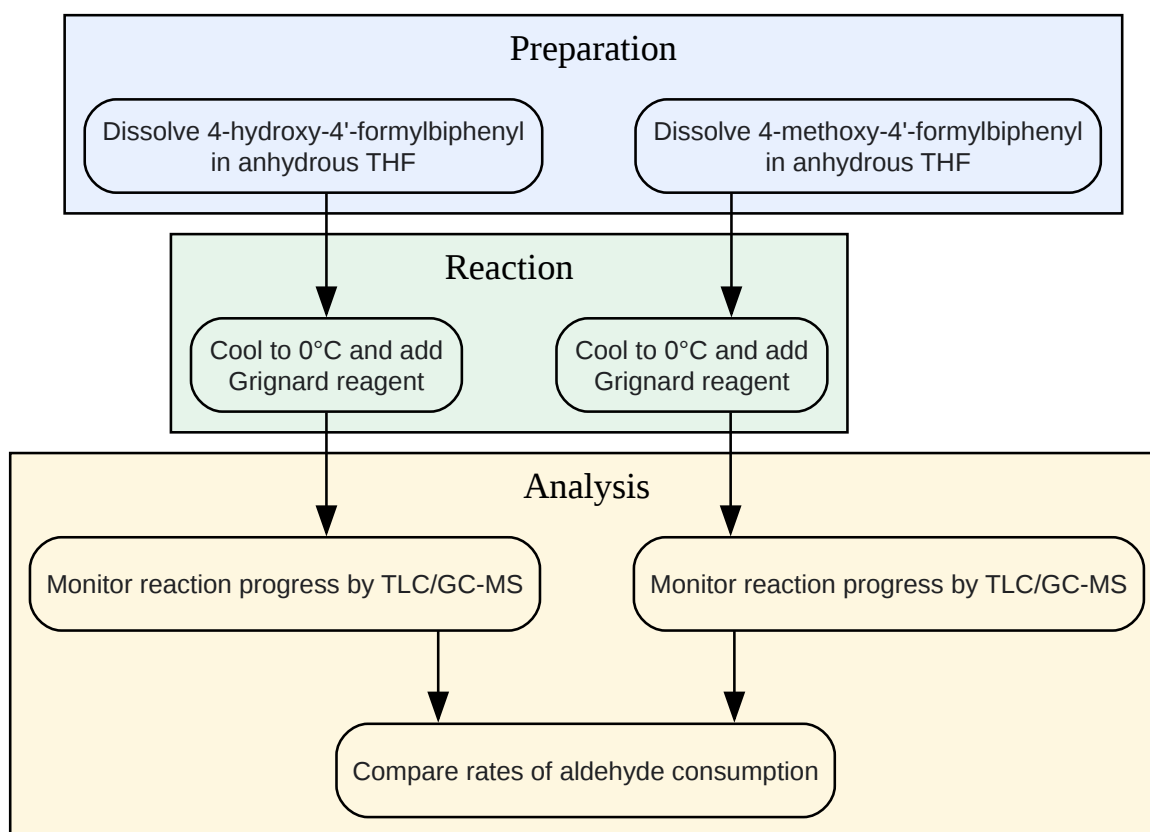 Preparation
Dissolve 4-hydroxy-4'-formylbiphenyl
in anhydrous THF
Dissolve 4-methoxy-4'-formylbiphenyl
in anhydrous THF
Reaction
Cool to 0°C and add
Grignard reagent
Cool to 0°C and add
Grignard reagent
Analysis
Monitor reaction progress by TLC/GC-MS
Monitor reaction progress by TLC/GC-MS
Compare rates of aldehyde consumption